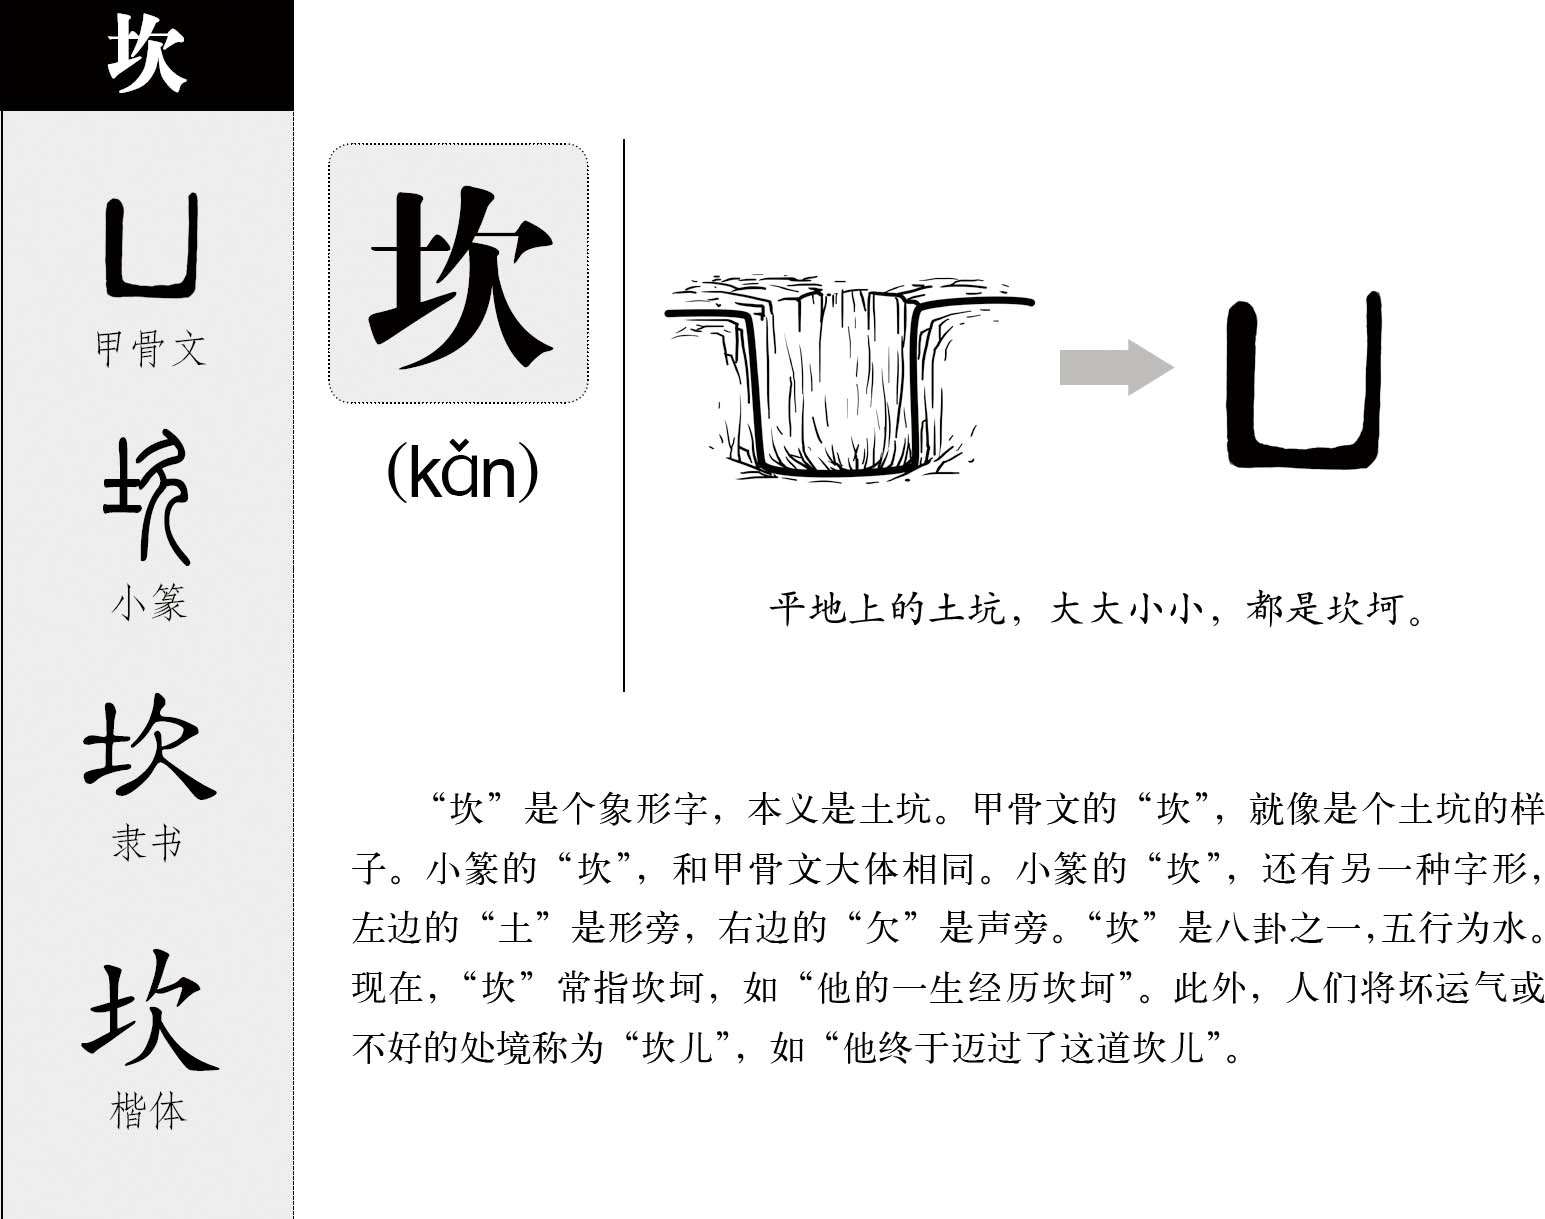 坎
甲骨文
小篆
隶书
楷体
坎
(kǎn)
平地上的土坑，大大小小，都是坎坷。
“坎”是个象形字，本义是土坑。甲骨文的“坎”，就像是个土坑的样
子。小篆的“坎”，和甲骨文大体相同。小篆的“坎”，还有另一种字形，
左边的“土”是形旁，右边的“欠”是声旁。“坎”是八卦之一，五行为水。
现在，“坎”常指坎坷，如“他的一生经历坎坷”。此外，人们将坏运气或
不好的处境称为“坎儿”，如“他终于迈过了这道坎儿”。